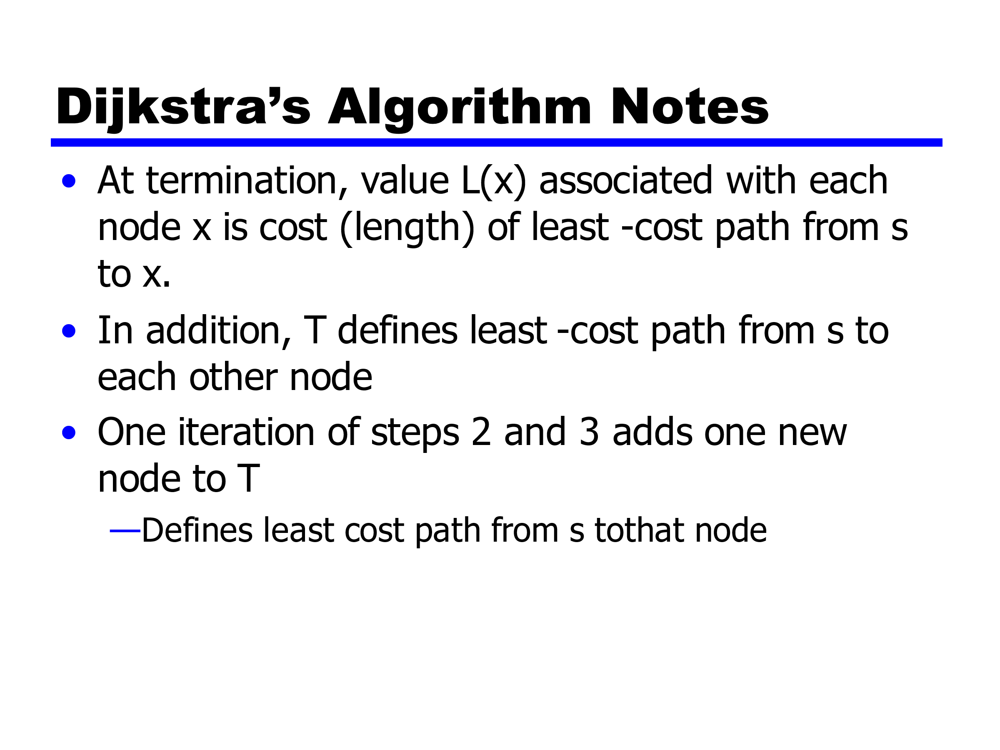 Dijkstra’s Algorithm Notes
• At termination, value L(x) associated with each
node x is cost (length) of least -cost path from s
to x.
• In addition, T defines least -cost path from s to
each other node
• One iteration of steps 2 and 3 adds one new
node to T
—Defines least cost path from s tothat node